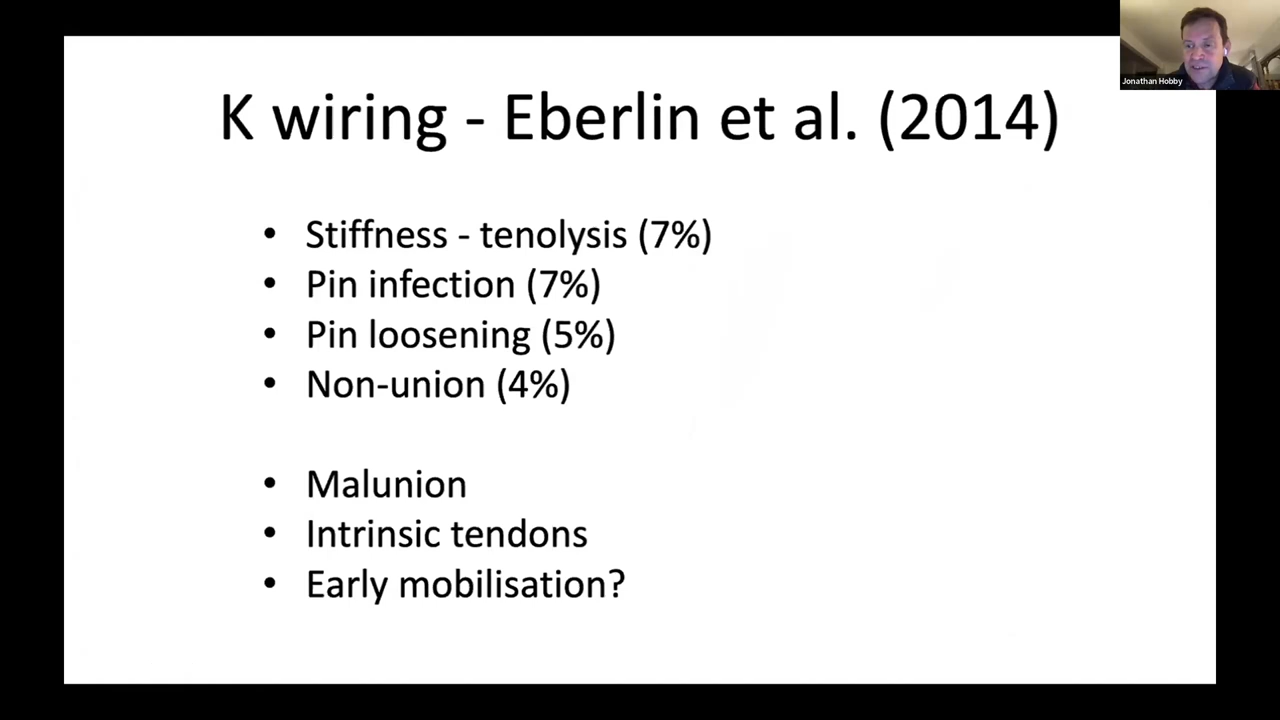 Jonathan Hobby
K wiring - Eberlin et al. (2014)
• Stiffness - tenolysis (7%)
• Pin infection (7%)
• Pin loosening (5%)
• Non-union (4%)
• Malunion
• Intrinsic tendons
• Early mobilisation?